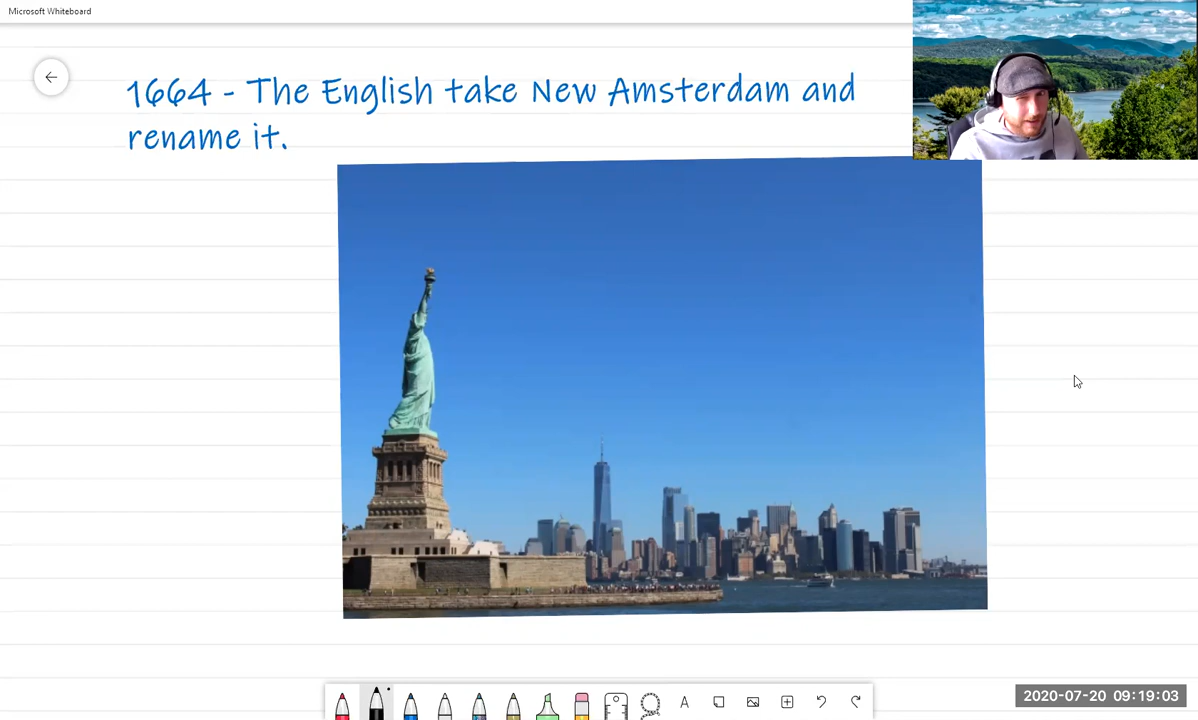 Microsoft Whiteboard
1664 - The English take New Amsterdam and
rename it.
A
2020-07-20 09:19:03